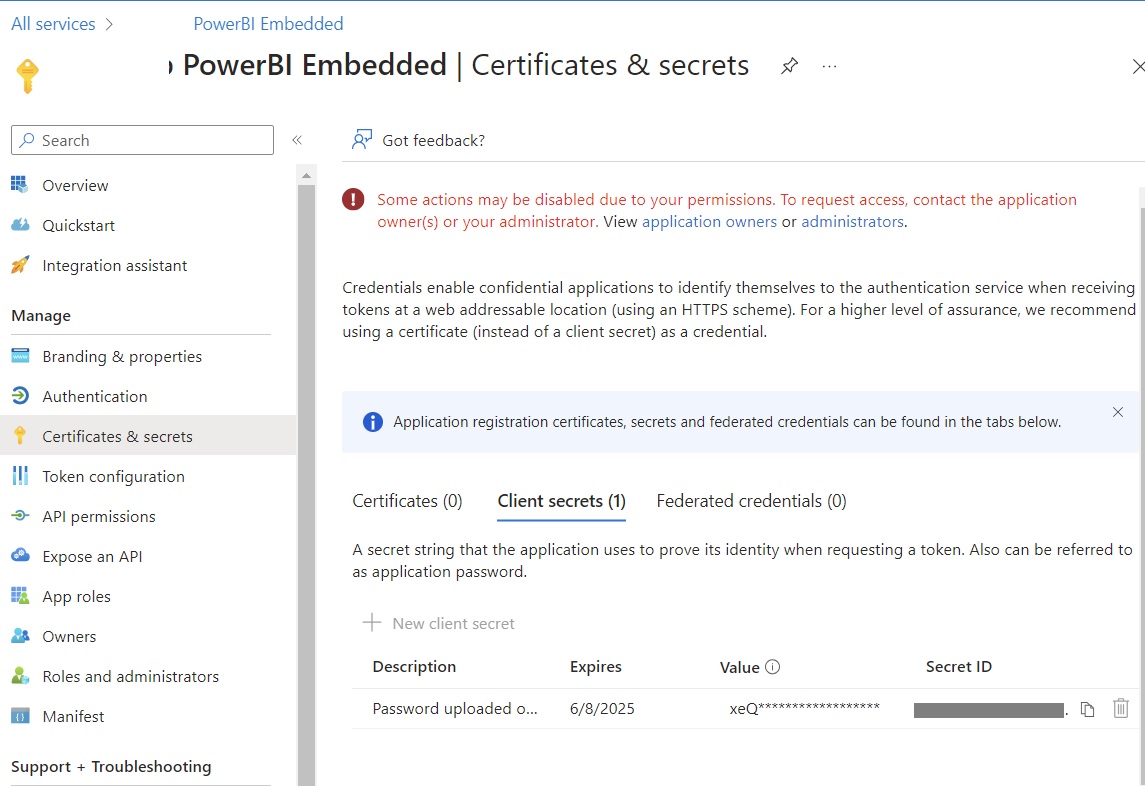 All services > PowerBI Embedded
PowerBI Embedded | Certificates & secrets ...
Search «
Got feedback?
Overview
Quickstart
Integration assistant
Manage
Branding & properties
Authentication
Certificates & secrets
Token configuration
API permissions
Expose an API
App roles
Owners
Roles and administrators
Manifest
Support + Troubleshooting
Some actions may be disabled due to your permissions. To request access, contact the application
owner(s) or your administrator. View application owners or administrators.
Credentials enable confidential applications to identify themselves to the authentication service when receiving
tokens at a web addressable location (using an HTTPS scheme). For a higher level of assurance, we recommend
using a certificate (instead of a client secret) as a credential.
Application registration certificates, secrets and federated credentials can be found in the tabs below.
Certificates (0) Client secrets (1) Federated credentials (0)
A secret string that the application uses to prove its identity when requesting a token. Also can be referred to
as application password.
New client secret
Description Expires Value Secret ID
Password uploaded o... 6/8/2025 xeQ******************